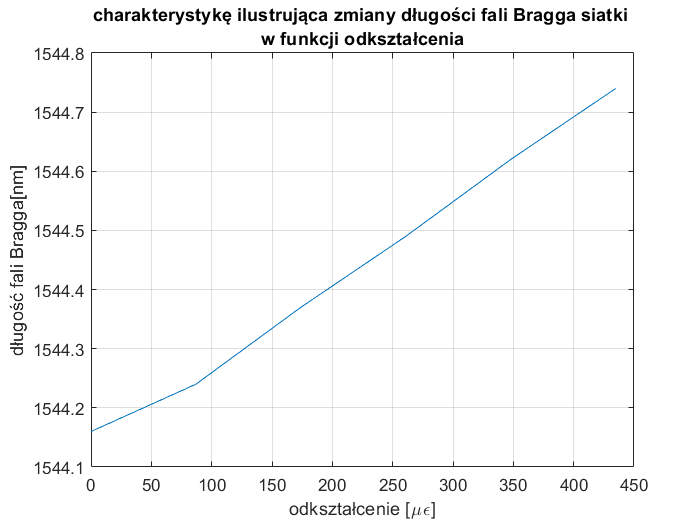 charakterystykę ilustrująca zmiany długości fali Bragga siatki
w funkcji odkształcenia
długość fali Bragga[nm]
1544.8
1544.7
1544.6
1544.5
1544.4
1544.3
1544.2
1544.1
0 50 100 150 200 250 300 350 400 450
odkształcenie [με]